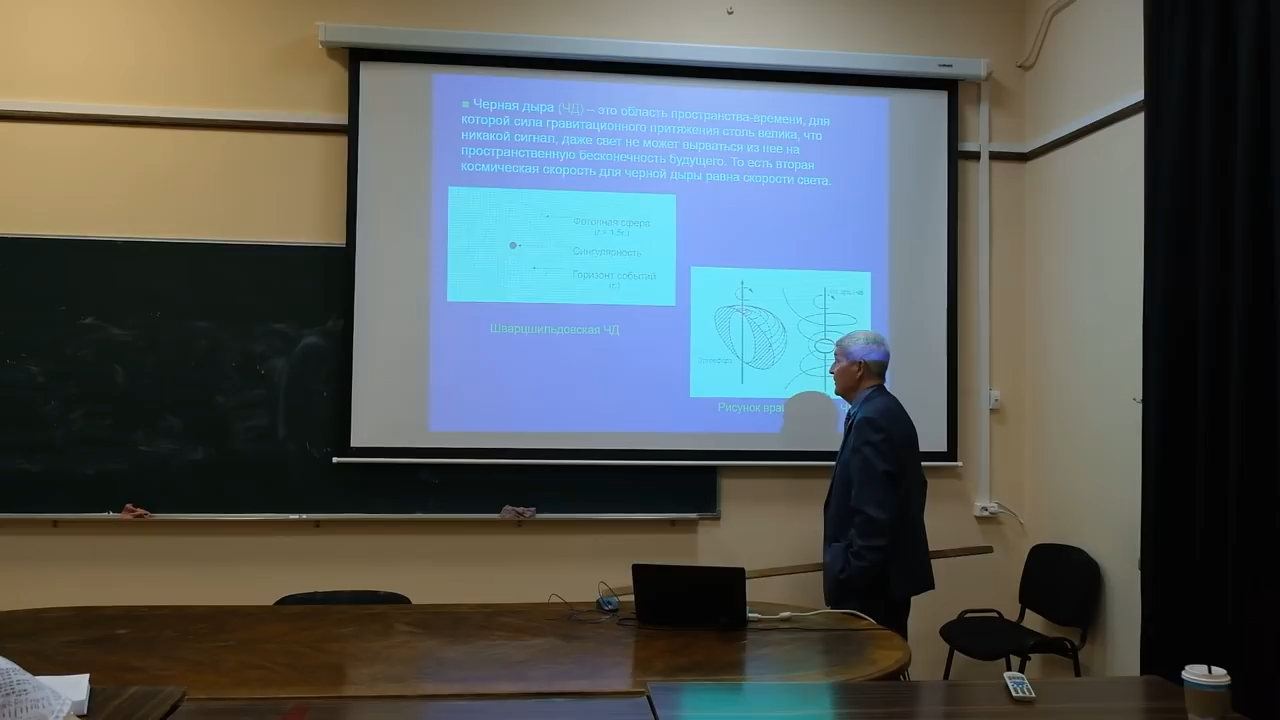 Черная дыра (ЧД) – это область пространства-времени, для
которой сила гравитационного притяжения столь велика, что
никакой сигнал, даже свет не может вырваться из нее на
пространственную бесконечность будущего. То есть вторая
космическая скорость для черной дыры равна скорости света.
Фотонная сфера
Сингулярность
Горизонт событий
Шварцшильдовская ЧД
Эргосфера
Рисунок